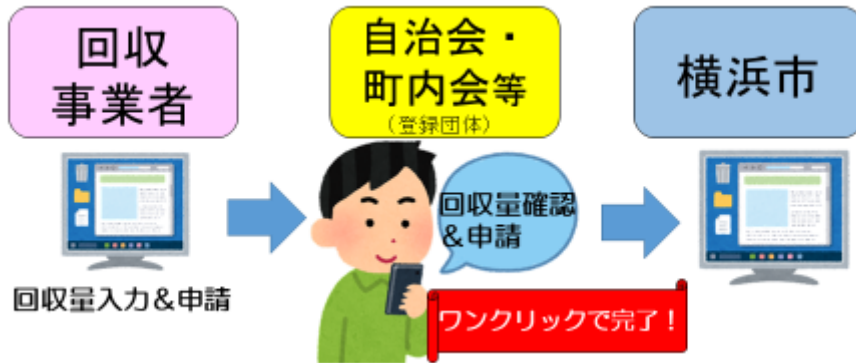 回収
事業者
自治会・
町内会等
（登録団体）
横浜市
回収量入力＆申請
回収量確認
＆申請
ワンクリックで完了！